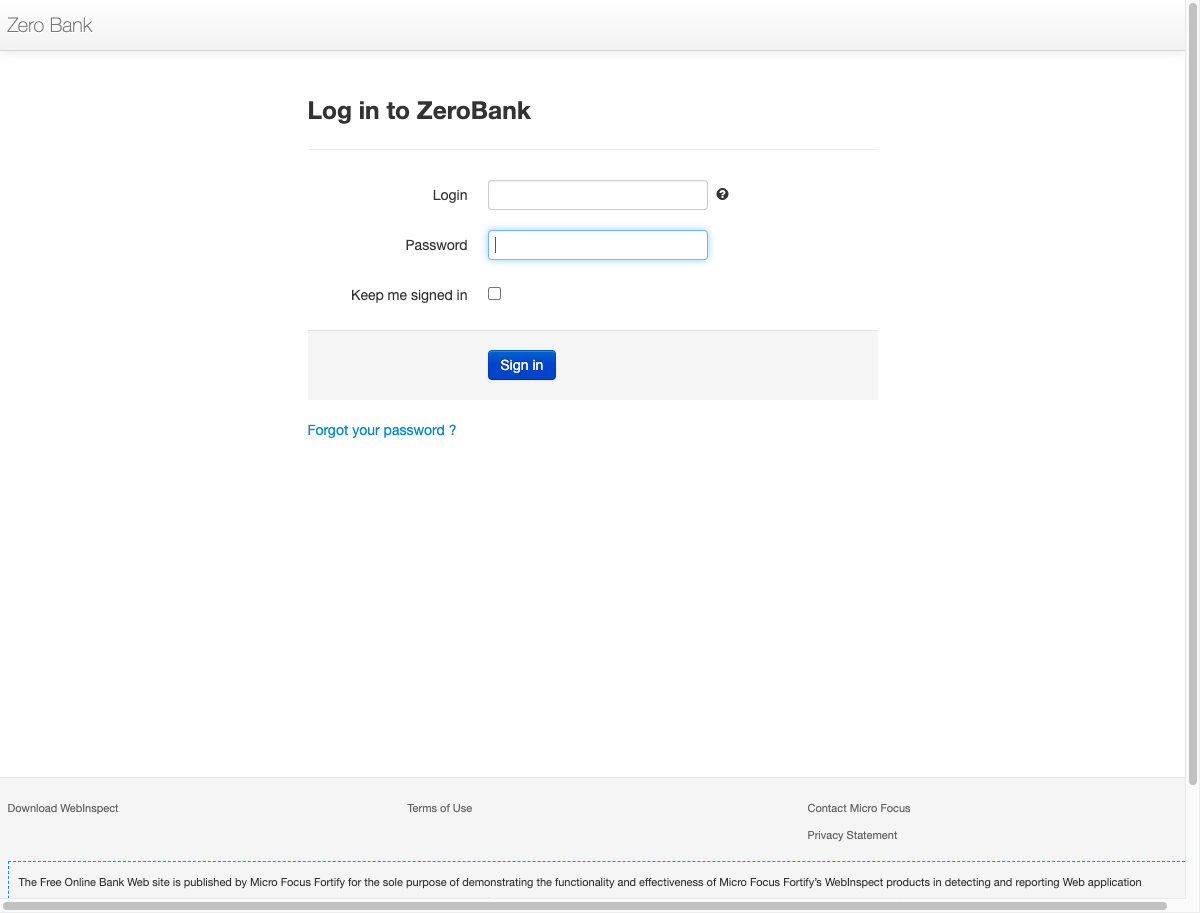 Zero Bank
Log in to ZeroBank
Login
Password
Keep me signed in
Sign in
Forgot your password ?
Download WebInspect
Terms of Use
Contact Micro Focus
Privacy Statement
The Free Online Bank Web site is published by Micro Focus Fortify for the sole purpose of demonstrating the functionality and effectiveness of Micro Focus Fortify’s WebInspect products in detecting and reporting Web application